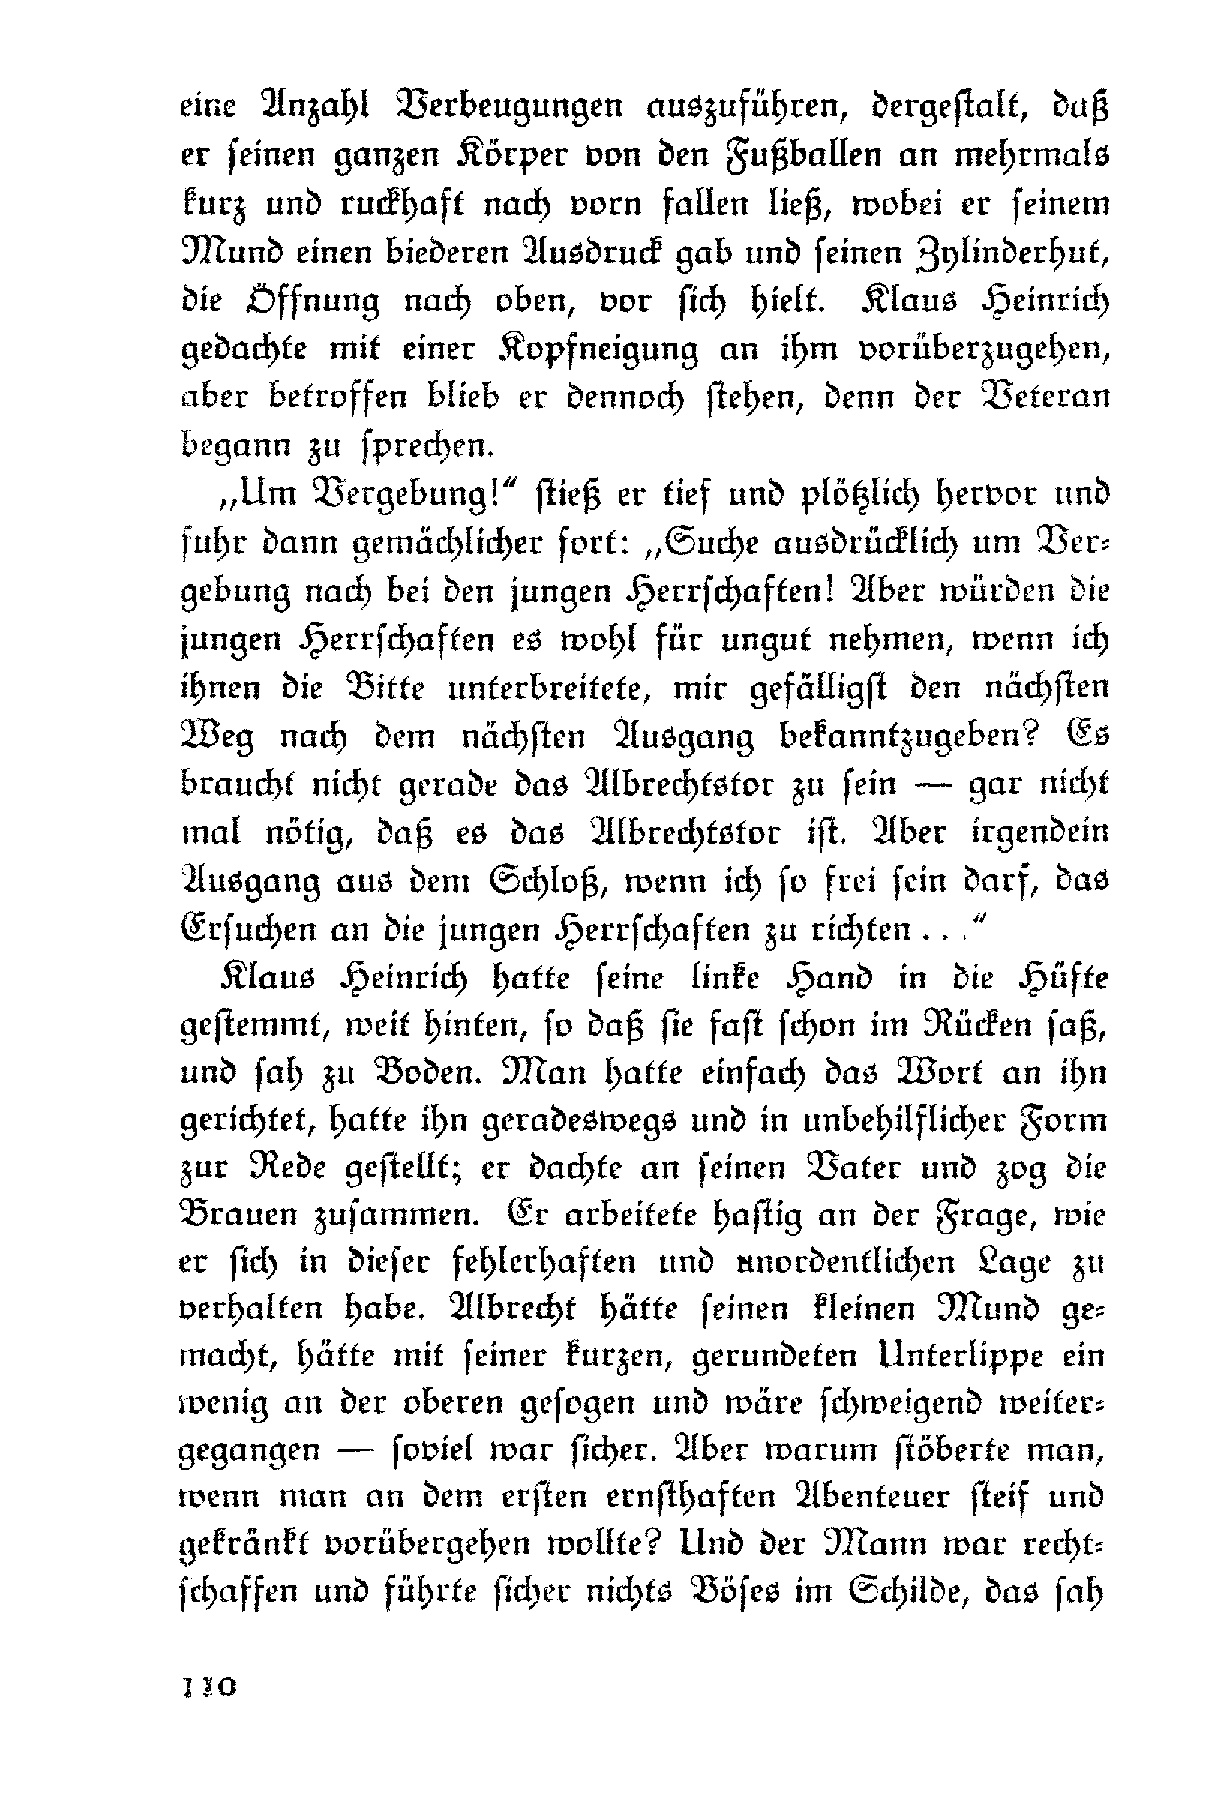 eine Anzahl Verbeugungen auszuführen, dergeſtalt, daß
er ſeinen ganzen Körper von den Fußballen an mehrmals
kurz und ruckhaft nach vorn fallen ließ, wobei er ſeinem
Mund einen biederen Ausdruck gab und ſeinen Zylinderhut,
die Öffnung nach oben, vor ſich hielt. Klaus Heinrich
gedachte mit einer Kopfneigung an ihm vorüberzugehen,
aber betroffen blieb er dennoch ſtehen, denn der Veteran
begann zu ſprechen.
„Um Vergebung!“ ſtieß er tief und plötzlich hervor und
fuhr dann gemächlicher fort: „Suche ausdrücklich um Ver⸗
gebung nach bei den jungen Herrſchaften! Aber würden die
jungen Herrſchaften es wohl für ungut nehmen, wenn ich
ihnen die Bitte unterbreitete, mir gefälligſt den nächſten
Weg nach dem nächſten Ausgang bekanntzugeben? Es
braucht nicht gerade das Albrechtstor zu ſein — gar nicht
mal nötig, daß es das Albrechtstor iſt. Aber irgendein
Ausgang aus dem Schloß, wenn ich ſo frei ſein darf, das
Erſuchen an die jungen Herrſchaften zu richten . . .“
Klaus Heinrich hatte ſeine linke Hand in die Hüfte
geſtemmt, weit hinten, ſo daß ſie faſt ſchon im Rücken ſaß,
und ſah zu Boden. Man hatte einfach das Wort an ihn
gerichtet, hatte ihn geradeswegs und in unbehilflicher Form
zur Rede geſtellt; er dachte an ſeinen Vater und zog die
Brauen zuſammen. Er arbeitete haſtig an der Frage, wie
er ſich in dieſer fehlerhaften und unordentlichen Lage zu
verhalten habe. Albrecht hätte ſeinen kleinen Mund ge⸗
macht, hätte mit ſeiner kurzen, gerundeten Unterlippe ein
wenig an der oberen geſogen und wäre ſchweigend weiter⸗
gegangen — ſoviel war ſicher. Aber warum ſtöberte man,
wenn man an dem erſten ernſthaften Abenteuer ſteif und
gekränkt vorübergehen wollte? Und der Mann war recht⸗
ſchaffen und führte ſicher nichts Böſes im Schilde, das ſah
110